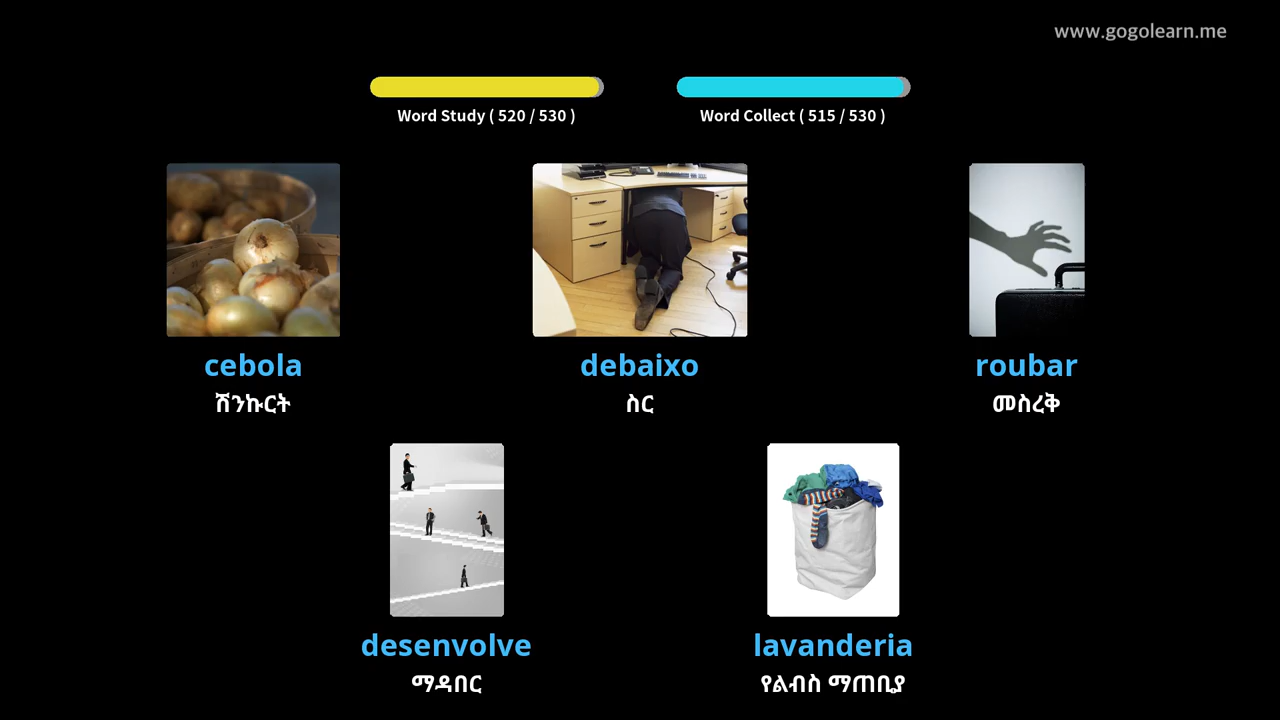 www.gogolearn.me
Word Study ( 520 / 530 )
Word Collect ( 515 / 530 )
cebola
ሽንኩርት
debaixo
ስር
roubar
መስረቅ
desenvolve
ማዳበር
lavanderia
የልብስ ማጠቢያ